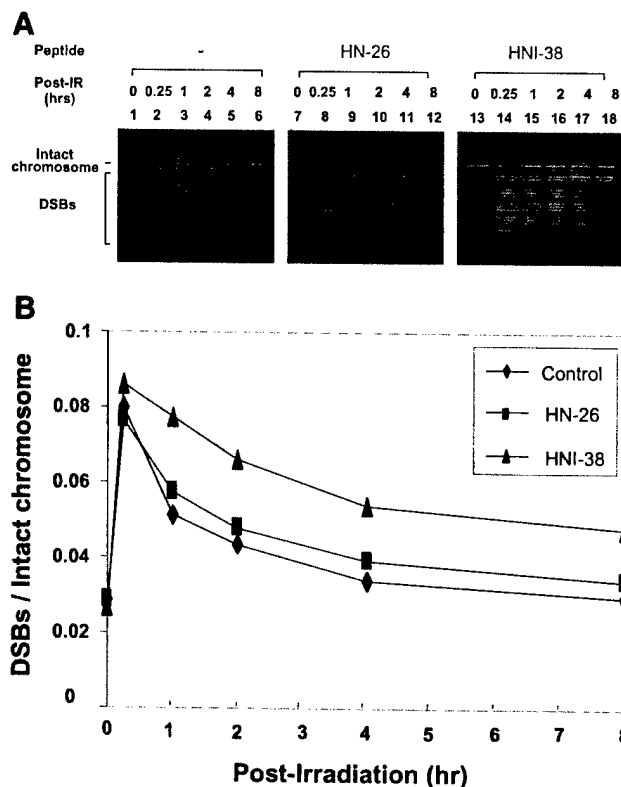 A
Peptide - HN-26 HNI-38
Post-IR (hrs) 0 0.25 1 2 4 8 0 0.25 1 2 4 8 0 0.25 1 2 4 8
1 2 3 4 5 6 7 8 9 10 11 12 13 14 15 16 17 18
Intact chromosome
DSBs
B
DSBs / Intact chromosome
0.1
0.08
0.06
0.04
0.02
0
0 1 2 3 4 5 6 7 8
Post-Irradiation (hr)
Control
HN-26
HNI-38